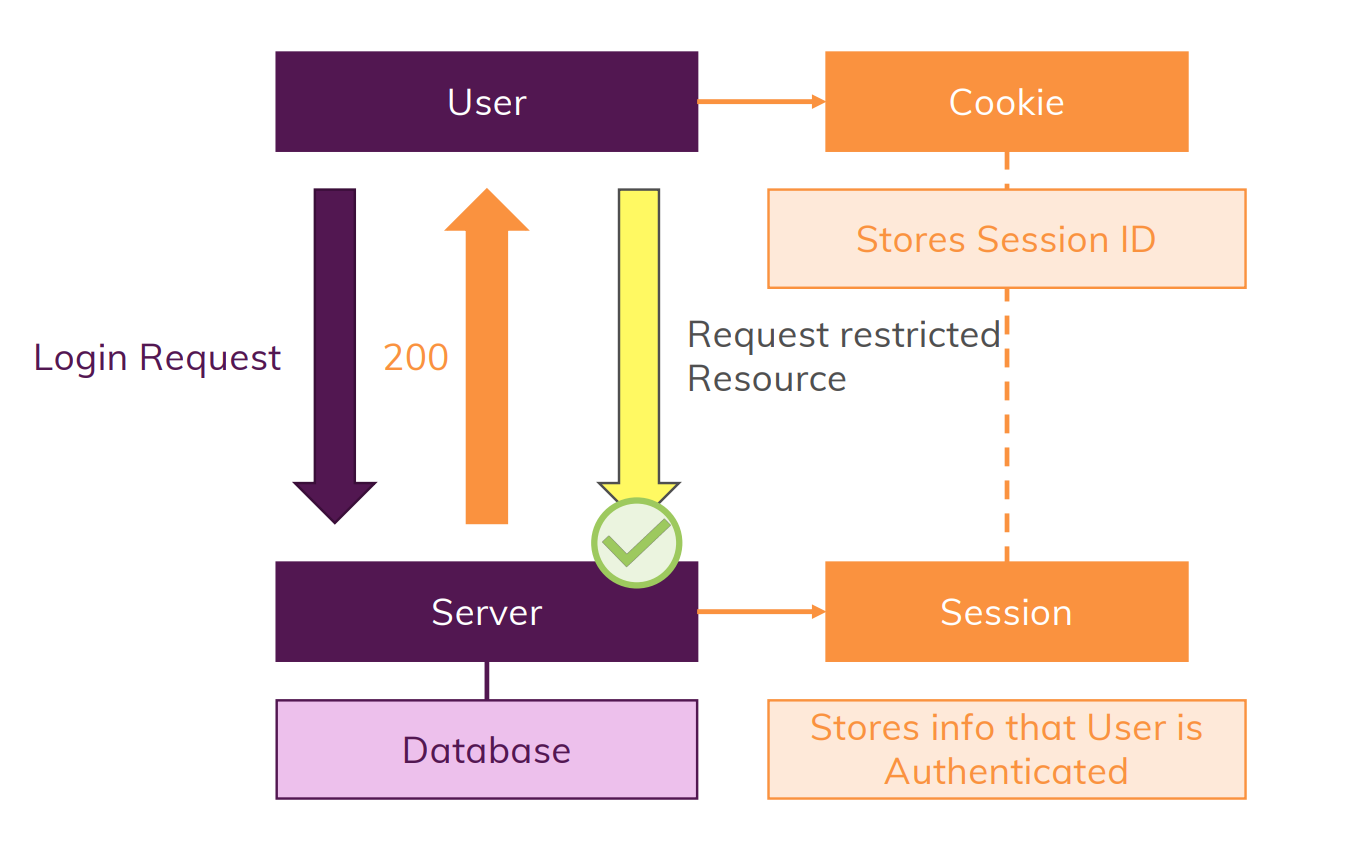 User
Cookie
Stores Session ID
Login Request
200
Request restricted
Resource
Server
Session
Database
Stores info that User is
Authenticated